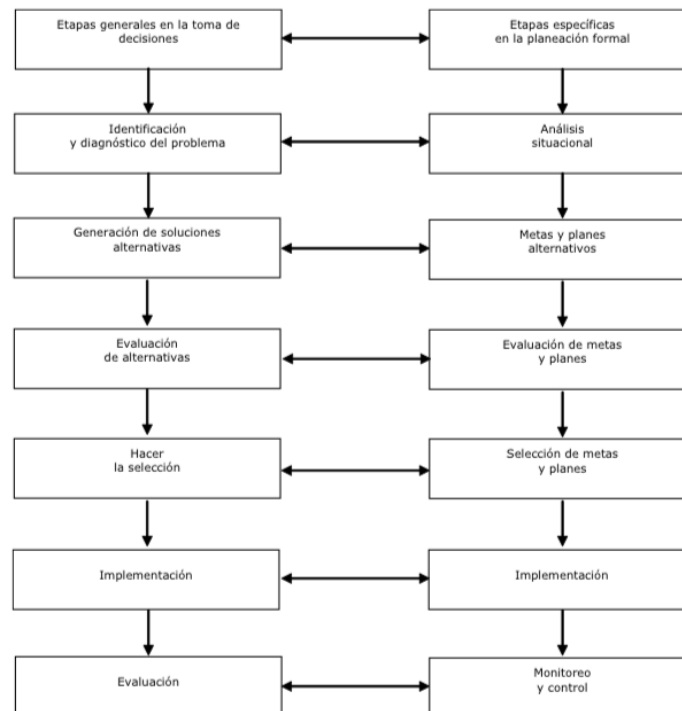 Etapas generales en la toma de
decisiones
Etapas específicas
en la planeación formal
Identificación
y diagnóstico del problema
Análisis
situacional
Generación de soluciones
alternativas
Metas y planes
alternativos
Evaluación
de alternativas
Evaluación de metas
y planes
Hacer
la selección
Selección de metas
y planes
Implementación
Implementación
Evaluación
Monitoreo
y control